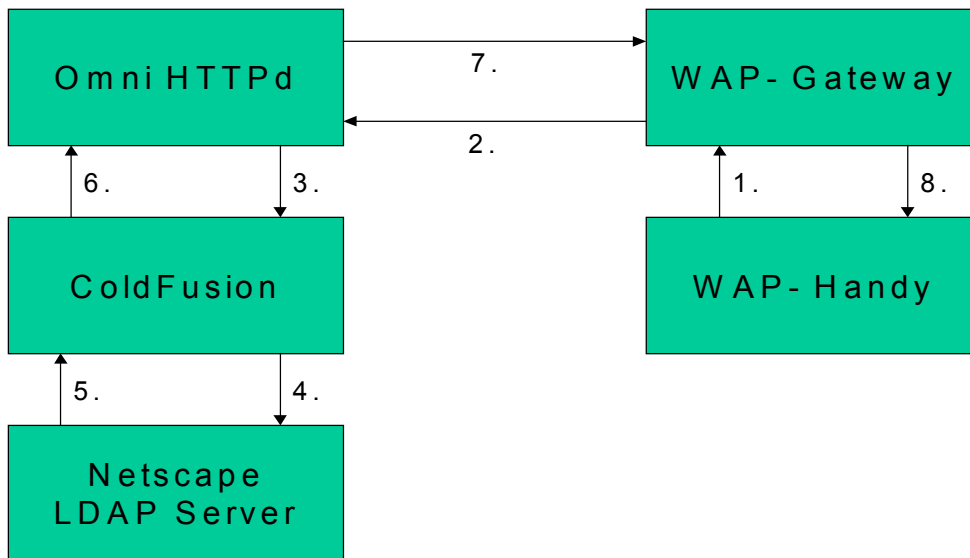 Omni HTTPd
7.
WAP- Gateway
2.
6.
3.
1.
8.
ColdFusion
WAP- Handy
5.
4.
Netscape
LDAP Server